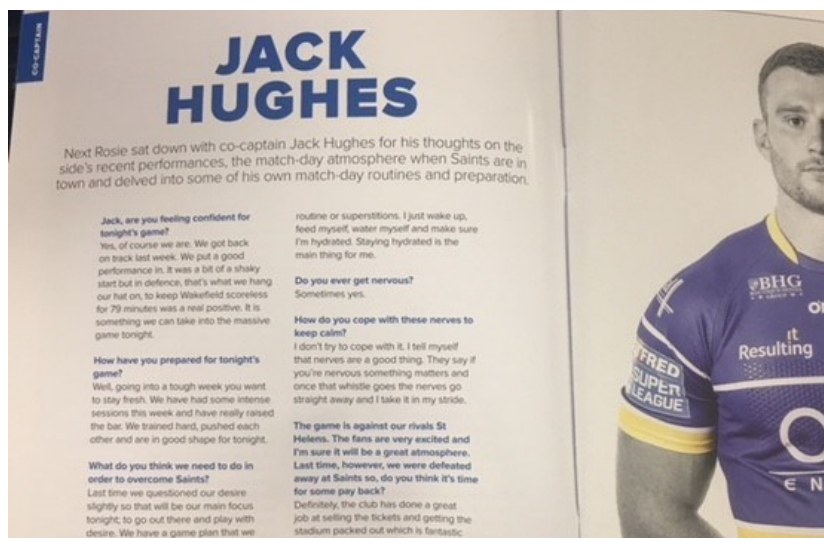 CO-CAPTAIN
JACK
HUGHES
Next Rosie sat down with co-captain Jack Hughes for his thoughts on the
side's recent performances, the match-day atmosphere when Saints are in
town and delved into some of his own match-day routines and preparation.
Jack, are you feeling confident for
tonight's game?
Yes, of course we are. We got back
on track last week. We put a good
performance in. It was a bit of a shaky
start but in defence, that's what we hang
our hat on, to keep Wakefield scoreless
for 79 minutes was a real positive. It is
something we can take into the massive
game tonight.
How have you prepared for tonight's
game?
Well, going into a tough week you want
to stay fresh. We have had some intense
sessions this week and have really raised
the bar. We trained hard, pushed each
other and are in good shape for tonight.
What do you think we need to do in
order to overcome Saints?
Last time we questioned our desire
slightly so that will be our main focus
tonight; to go out there and play with
desire. We have a game plan that we
routine or superstitions. I just wake up,
feed myself, water myself and make sure
I'm hydrated. Staying hydrated is the
main thing for me.
Do you ever get nervous?
Sometimes yes.
How do you cope with these nerves to
keep calm?
I don't try to cope with it. I tell myself
that nerves are a good thing. They say if
you're nervous something matters and
once that whistle goes the nerves go
straight away and I take it in my stride.
The game is against our rivals St
Helens. The fans are very excited and
I'm sure it will be a great atmosphere.
Last time, however, we were defeated
away at Saints so, do you think it's time
for some pay back?
Definitely, the club has done a great
job at selling the tickets and getting the
stadium packed out which is fantastic
BHG
GROUP
it
Resulting
FRED
SUPER
LEAGUE
EN